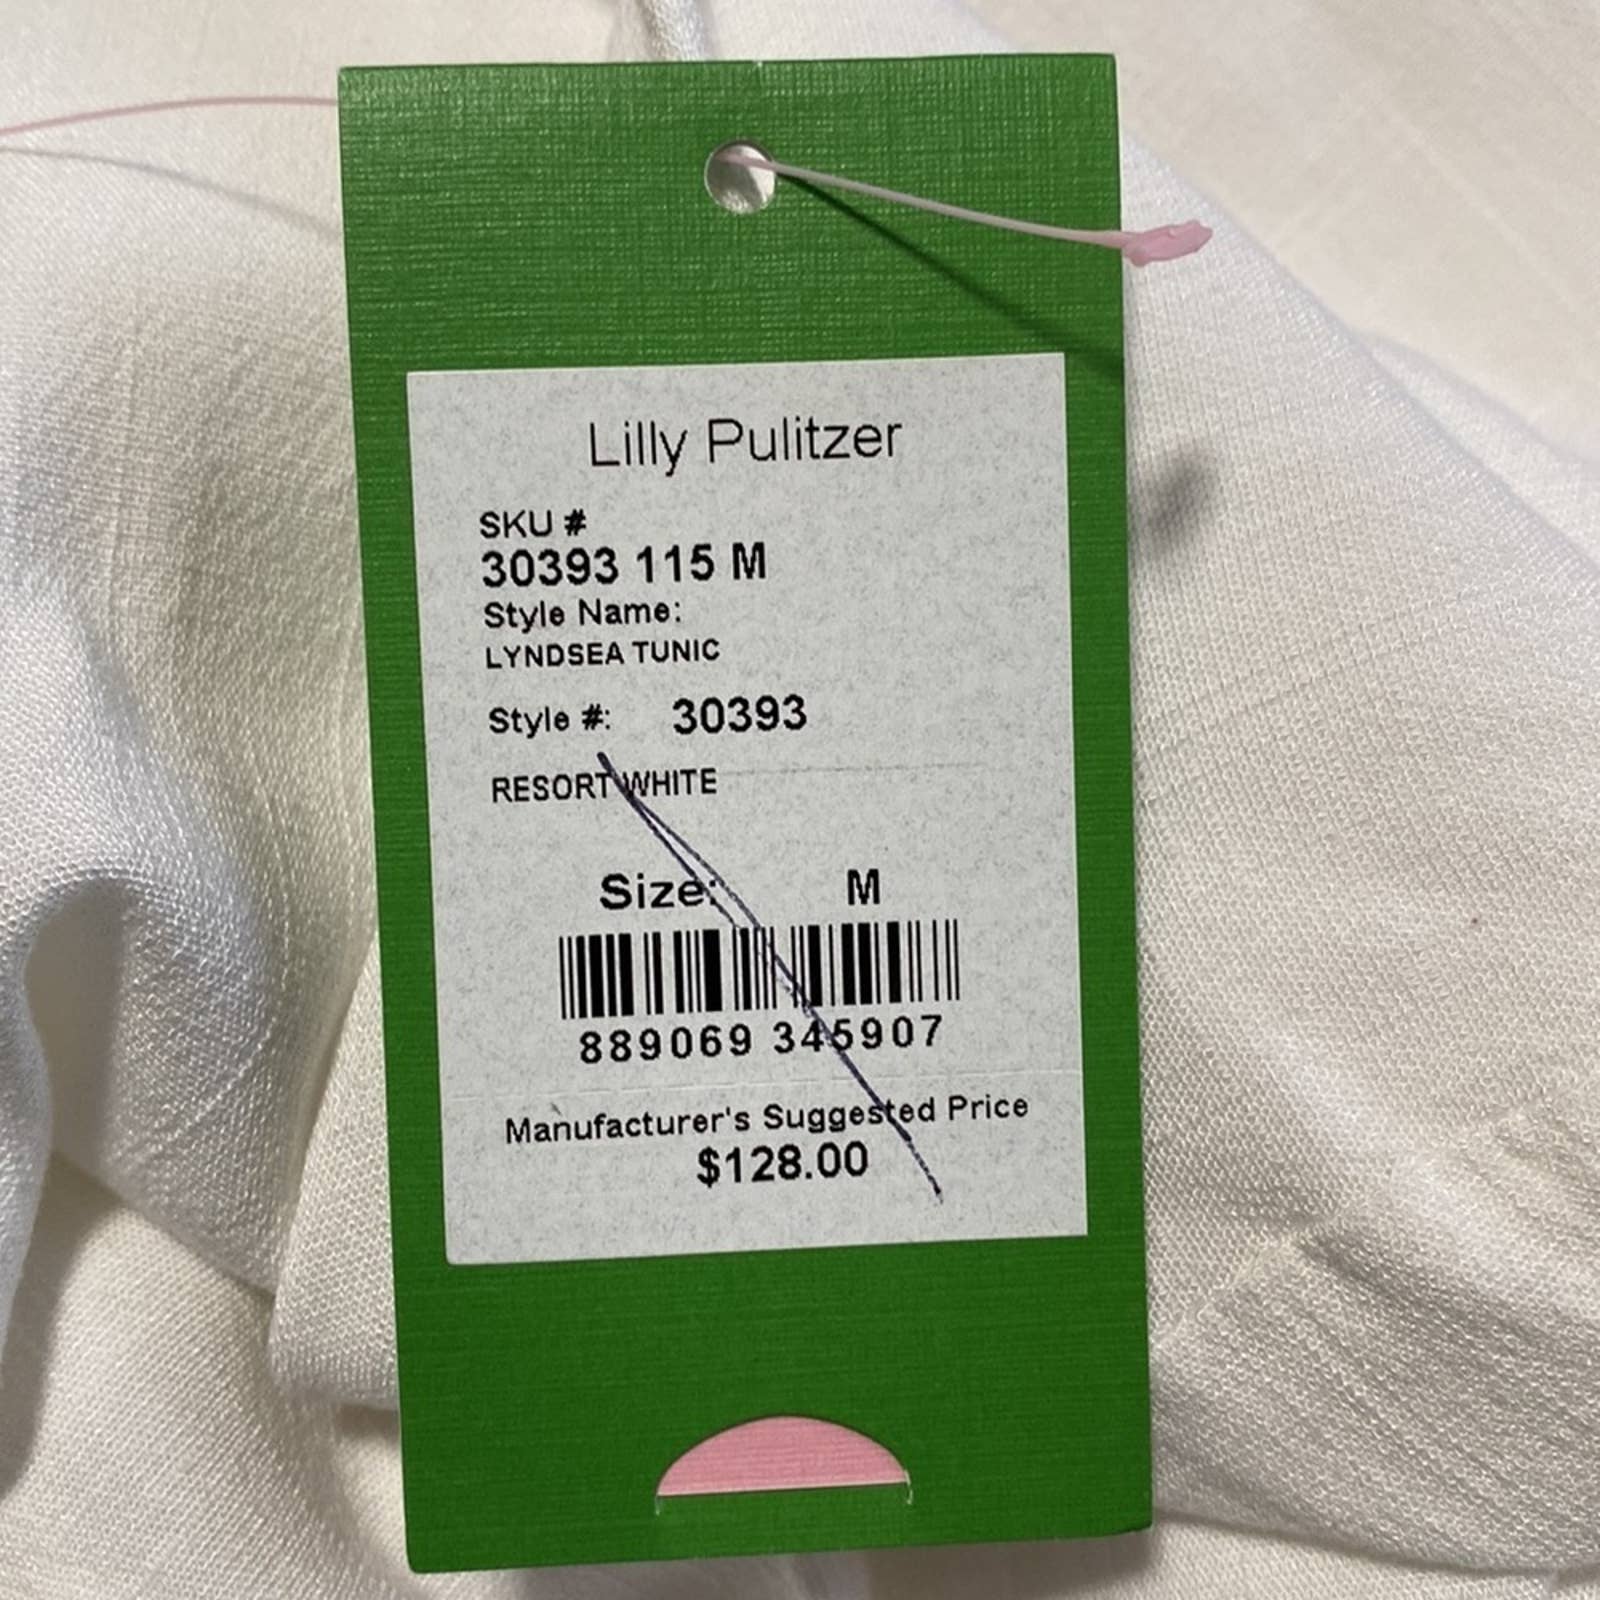 Lilly Pulitzer
SKU #
30393 115 M
Style Name:
LYNDSEA TUNIC
Style #: 30393
RESORT WHITE
Size: M
889069 345907
Manufacturer's Suggested Price
$128.00